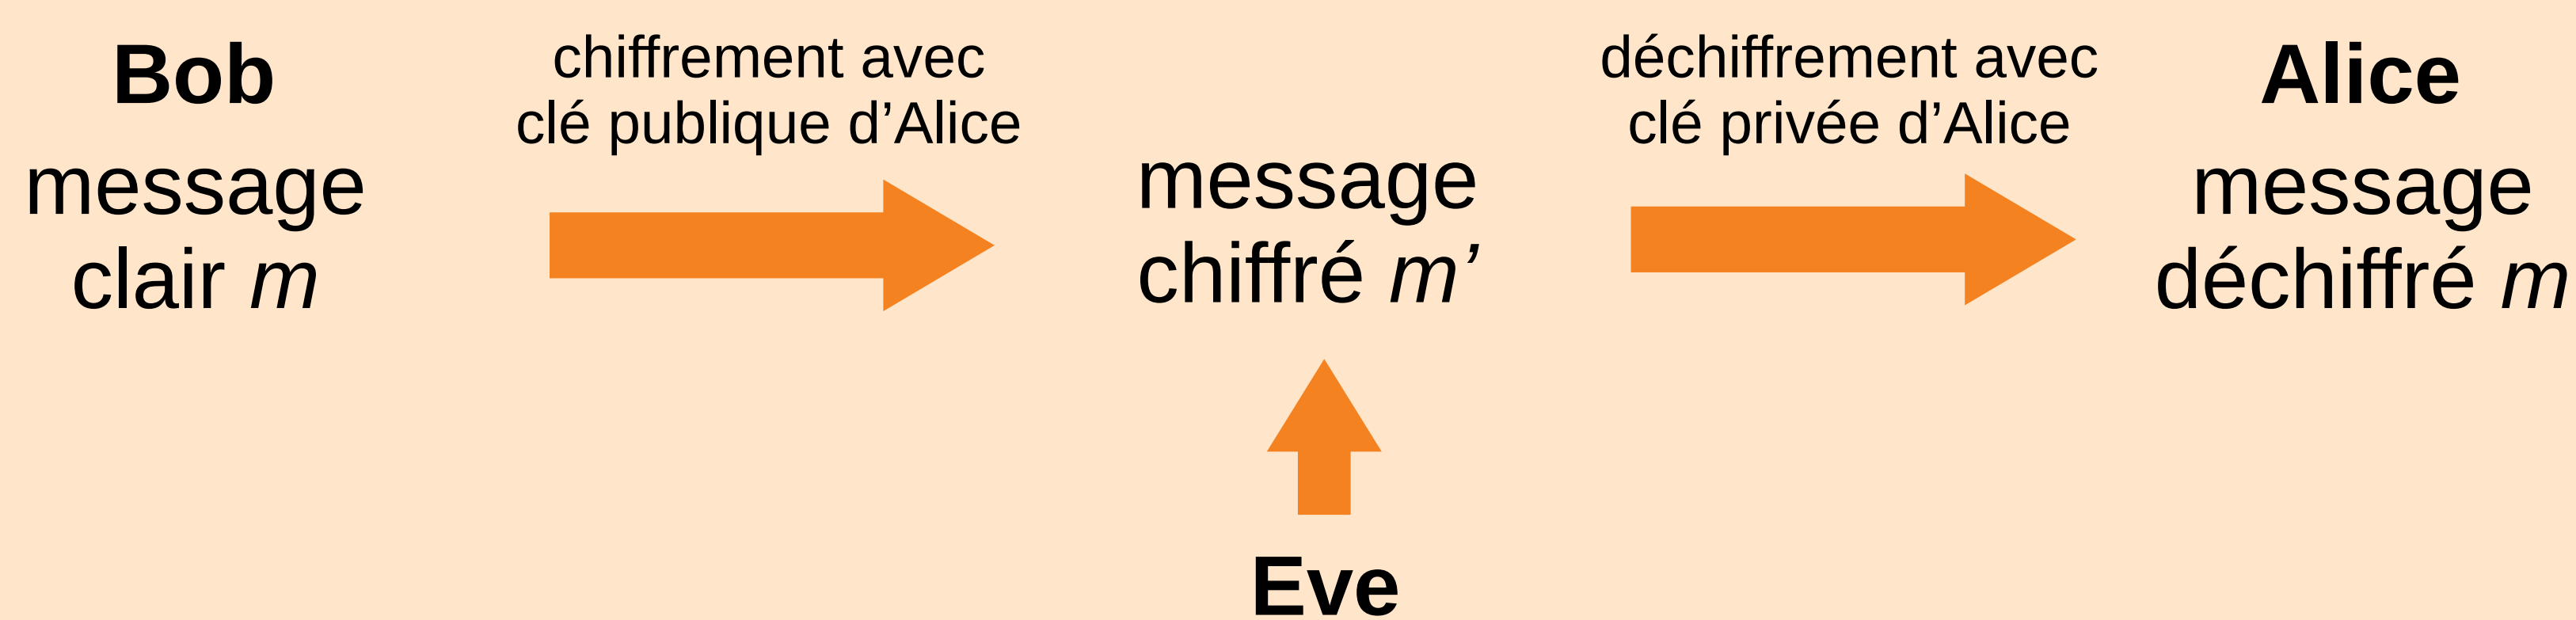 Bob
message
clair m
chiffrement avec
clé publique d’Alice
message
chiffré m’
déchiffrement avec
clé privée d’Alice
Alice
message
déchiffré m
Eve